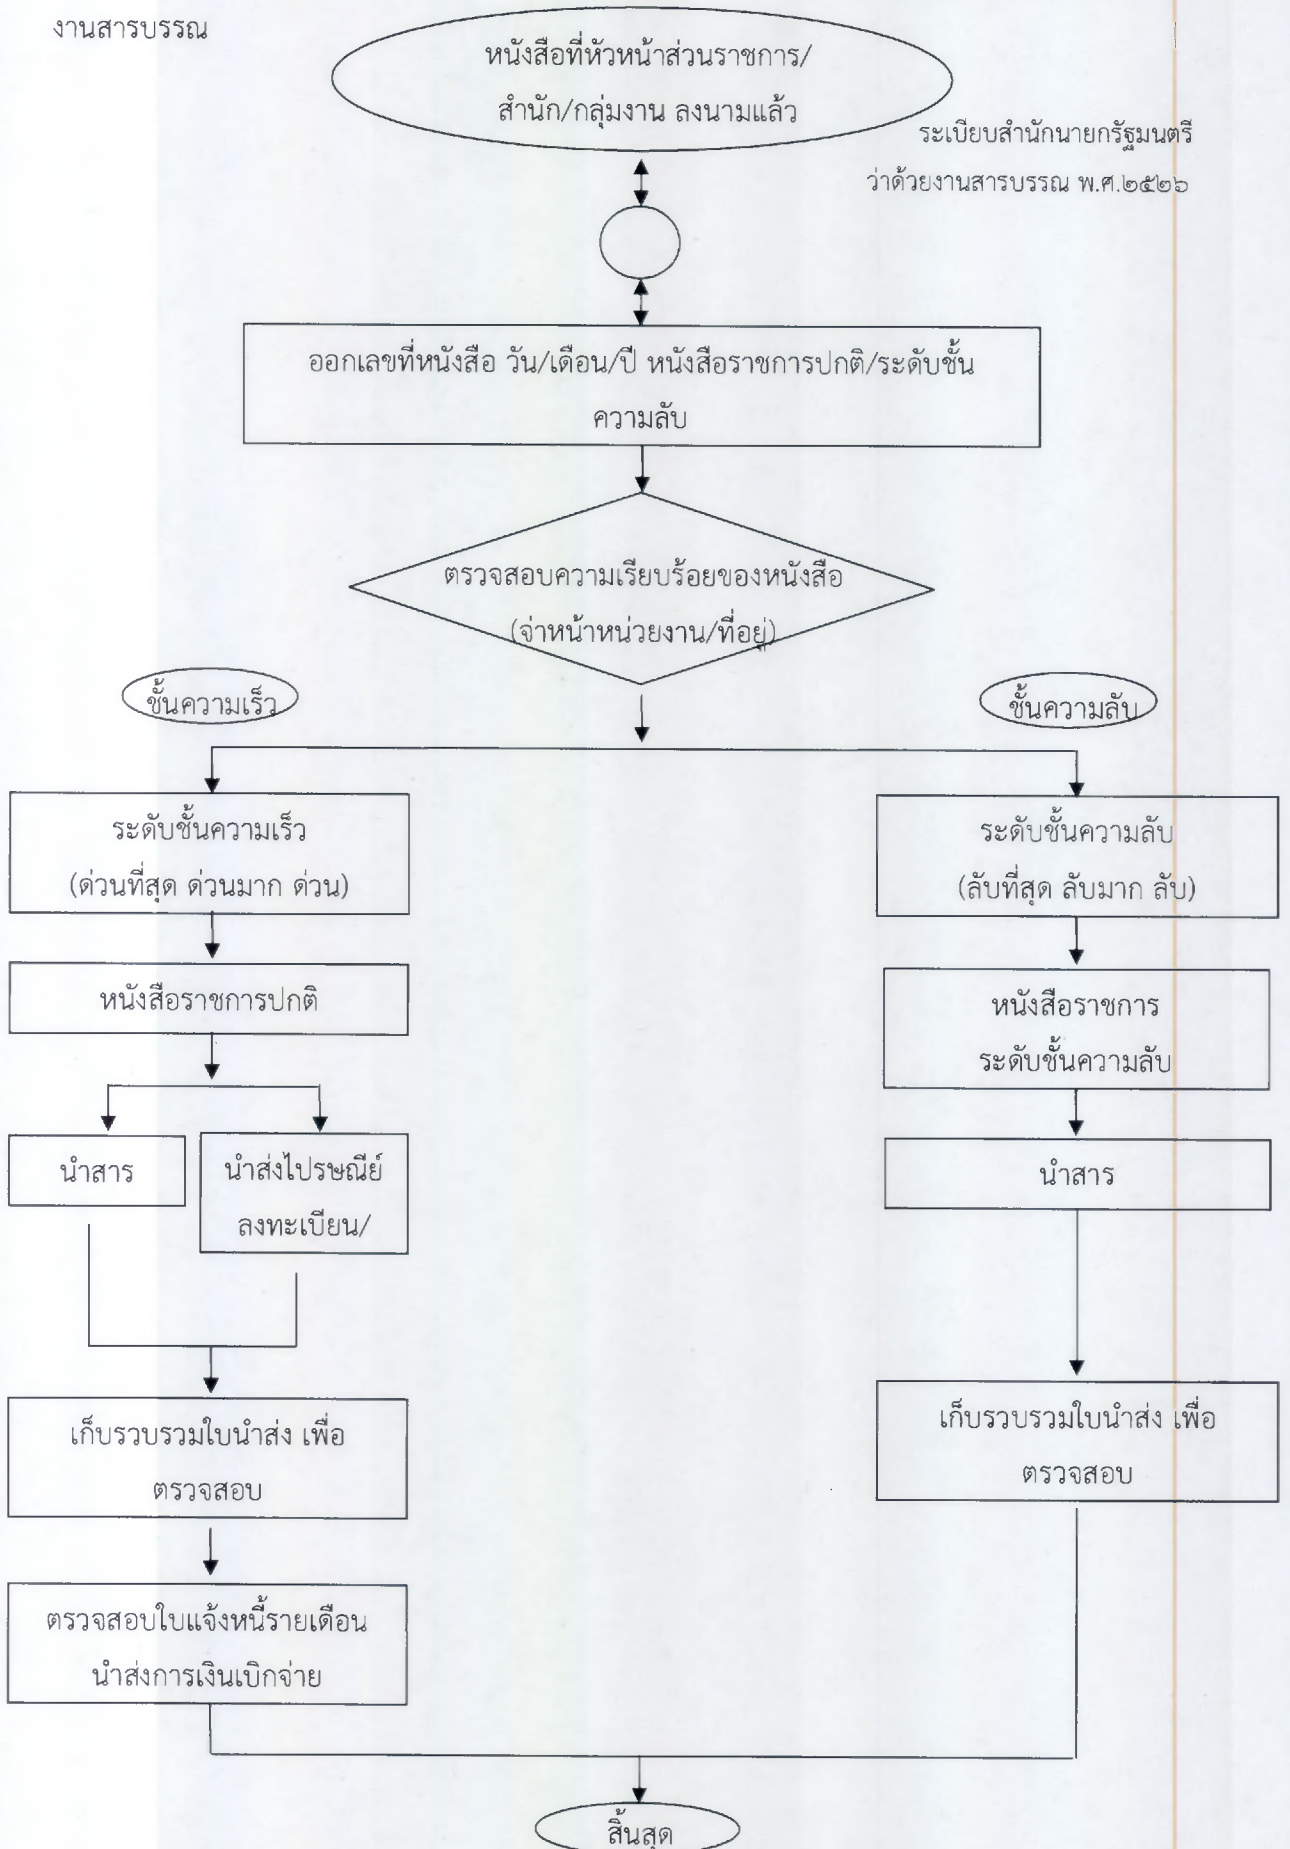 งานสารบรรณ
หนังสือที่หัวหน้าส่วนราชการ/
สำนัก/กลุ่มงาน ลงนามแล้ว
ระเบียบสำนักนายกรัฐมนตรี
ว่าด้วยงานสารบรรณ พ.ศ.๒๕๒๖
ออกเลขที่หนังสือ วัน/เดือน/ปี หนังสือราชการปกติ/ระดับชั้น
ความลับ
ตรวจสอบความเรียบร้อยของหนังสือ
(จ่าหน้าหน่วยงาน/ที่อยู่)
ชั้นความเร็ว
ชั้นความลับ
ระดับชั้นความเร็ว
(ด่วนที่สุด ด่วนมาก ด่วน)
ระดับชั้นความลับ
(ลับที่สุด ลับมาก ลับ)
หนังสือราชการปกติ
หนังสือราชการ
ระดับชั้นความลับ
นำสาร
นำส่งไปรษณีย์
ลงทะเบียน/
นำสาร
เก็บรวบรวมใบนำส่ง เพื่อ
ตรวจสอบ
เก็บรวบรวมใบนำส่ง เพื่อ
ตรวจสอบ
ตรวจสอบใบแจ้งหนี้รายเดือน
นำส่งการเงินเบิกจ่าย
สิ้นสุด